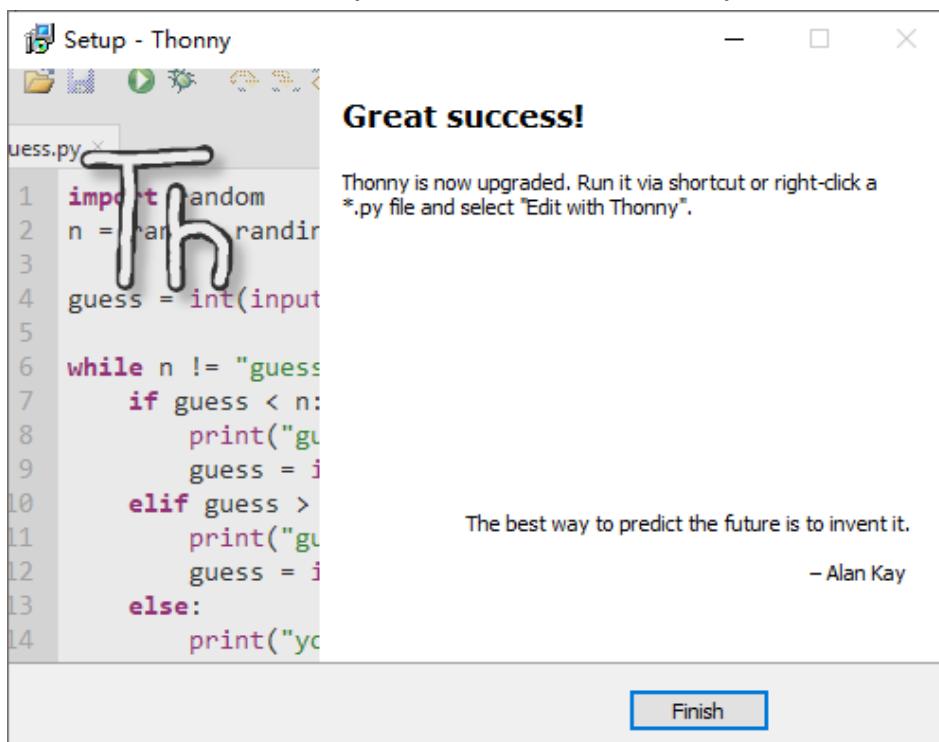 Setup - Thonny
uess.py
Th
1 import random
2 n = random.randin
3
4 guess = int(input
5
6 while n != "guess
7 if guess < n:
8 print("gu
9 guess = i
10 elif guess >
11 print("gu
12 guess = i
13 else:
14 print("yo
Great success!
Thonny is now upgraded. Run it via shortcut or right-click a
*.py file and select "Edit with Thonny".
The best way to predict the future is to invent it.
– Alan Kay
Finish